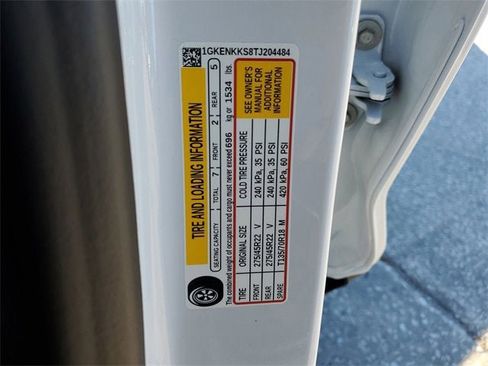 1GKENKKS8TJ204484
TIRE AND LOADING INFORMATION
SEATING CAPACITY TOTAL 7 FRONT 2 REAR 5
The combined weight of occupants and cargo must never exceed 696 kg or 1534 lbs.
TIRE ORIGINAL SIZE COLD TIRE PRESSURE
FRONT 275/45R22 V 240 kPa, 35 PSI
REAR 275/45R22 V 240 kPa, 35 PSI
SPARE T135/70R18 M 420 kPa, 60 PSI
SEE OWNER'S
MANUAL FOR
ADDITIONAL
INFORMATION